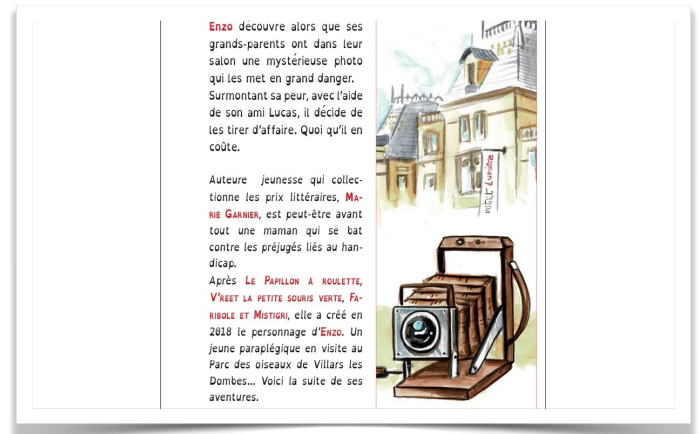 Enzo découvre alors que ses
grands-parents ont dans leur
salon une mystérieuse photo
qui les met en grand danger.
Surmontant sa peur, avec l'aide
de son ami Lucas, il décide de
les tirer d'affaire. Quoi qu'il en
coûte.
Auteure jeunesse qui collec-
tionne les prix littéraires, Ma-
rie Garnier, est peut-être avant
tout une maman qui se bat
contre les préjugés liés au han-
dicap.
Après Le Papillon à roulette,
V'reet la petite souris verte, Fa-
ribole et Mistigri, elle a créé en
2018 le personnage d'Enzo. Un
jeune paraplégique en visite au
Parc des oiseaux de Villars les
Dombes... Voici la suite de ses
aventures.
Institut Lumière